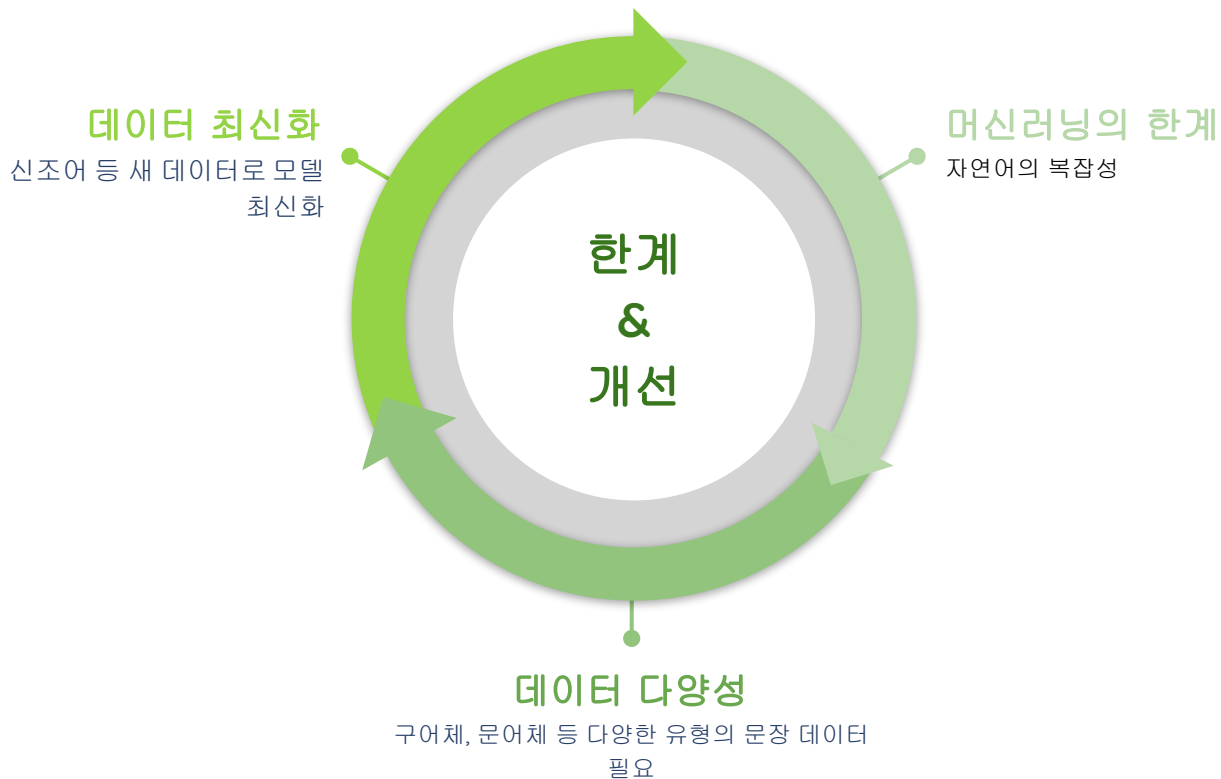 데이터 최신화
신조어 등 새 데이터로 모델
최신화
머신러닝의 한계
자연어의 복잡성
한계
&
개선
데이터 다양성
구어체, 문어체 등 다양한 유형의 문장 데이터
필요